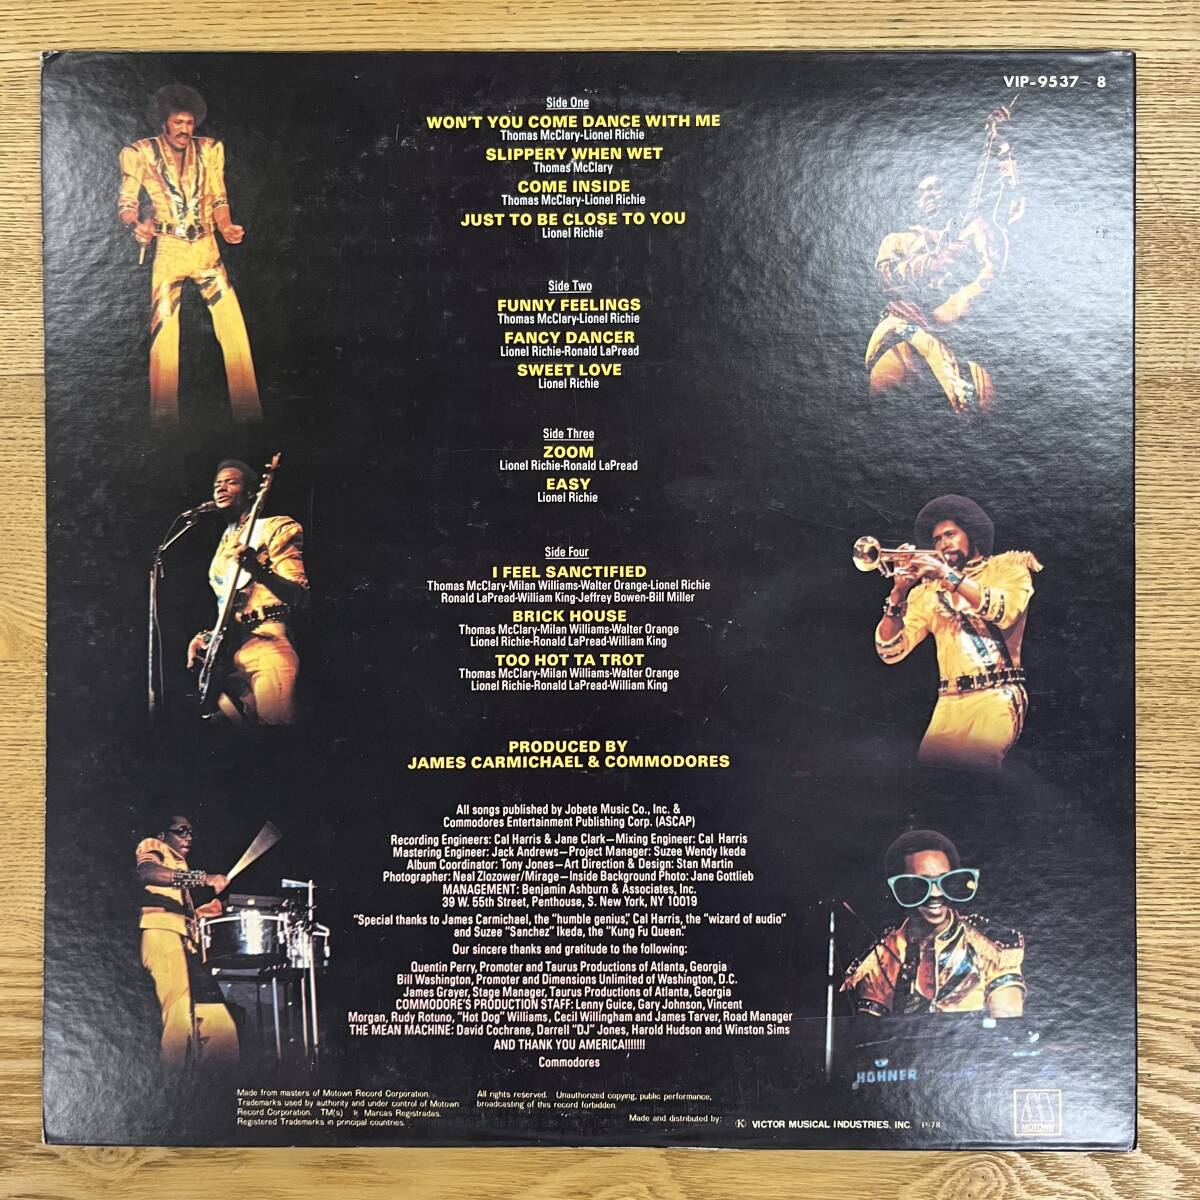 VIP-9537~8
Side One
WON'T YOU COME DANCE WITH ME
Thomas McClary-Lionel Richie
SLIPPERY WHEN WET
Thomas McClary
COME INSIDE
Thomas McClary-Lionel Richie
JUST TO BE CLOSE TO YOU
Lionel Richie
Side Two
FUNNY FEELINGS
Thomas McClary-Lionel Richie
FANCY DANCER
Lionel Richie-Ronald LaPread
SWEET LOVE
Lionel Richie
Side Three
ZOOM
Lionel Richie-Ronald LaPread
EASY
Lionel Richie
Side Four
I FEEL SANCTIFIED
Thomas McClary-Milan Williams-Walter Orange-Lionel Richie
Ronald LaPread-William King-Jeffrey Bowen-Bill Miller
BRICK HOUSE
Thomas McClary-Milan Williams-Walter Orange
Lionel Richie-Ronald LaPread-William King
TOO HOT TA TROT
Thomas McClary-Milan Williams-Walter Orange
Lionel Richie-Ronald LaPread-William King
PRODUCED BY
JAMES CARMICHAEL & COMMODORES
All songs published by Jobete Music Co., Inc. &
Commodores Entertainment Publishing Corp. (ASCAP)
Recording Engineers: Cal Harris & Jane Clark—Mixing Engineer: Cal Harris
Mastering Engineer: Jack Andrews—Project Manager: Suzee Wendy Ikeda
Album Coordinator: Tony Jones—Art Direction & Design: Stan Martin
Photographer: Neal Zlozower/Mirage—Inside Background Photo: Jane Gottlieb
MANAGEMENT: Benjamin Ashburn & Associates, Inc.
39 W. 55th Street, Penthouse, S. New York, NY 10019
"Special thanks to James Carmichael, the "humble genius," Cal Harris, the "wizard of audio"
and Suzee "Sanchez" Ikeda, the "Kung Fu Queen."
Our sincere thanks and gratitude to the following:
Quentin Perry, Promoter and Taurus Productions of Atlanta, Georgia
Bill Washington, Promoter and Dimensions Unlimited of Washington, D.C.
James Grayer, Stage Manager, Taurus Productions of Atlanta, Georgia
COMMODORE'S PRODUCTION STAFF: Lenny Guice, Gary Johnson, Vincent
Morgan, Rudy Rotuno, "Hot Dog" Williams, Cecil Willingham and James Tarver, Road Manager
THE MEAN MACHINE: David Cochrane, Darrell "DJ" Jones, Harold Hudson and Winston Sims
AND THANK YOU AMERICA!!!!!!!
Commodores
HOHNER
Made from masters of Motown Record Corporation.
Trademarks used by authority and under control of Motown
Record Corporation. TM(s) ® Marcas Registradas.
Registered Trademarks in principal countries.
All rights reserved. Unauthorized copying, public performance,
broadcasting of this record forbidden.
Made and distributed by: Ⓚ VICTOR MUSICAL INDUSTRIES, INC. P-78
M
MOTOWN